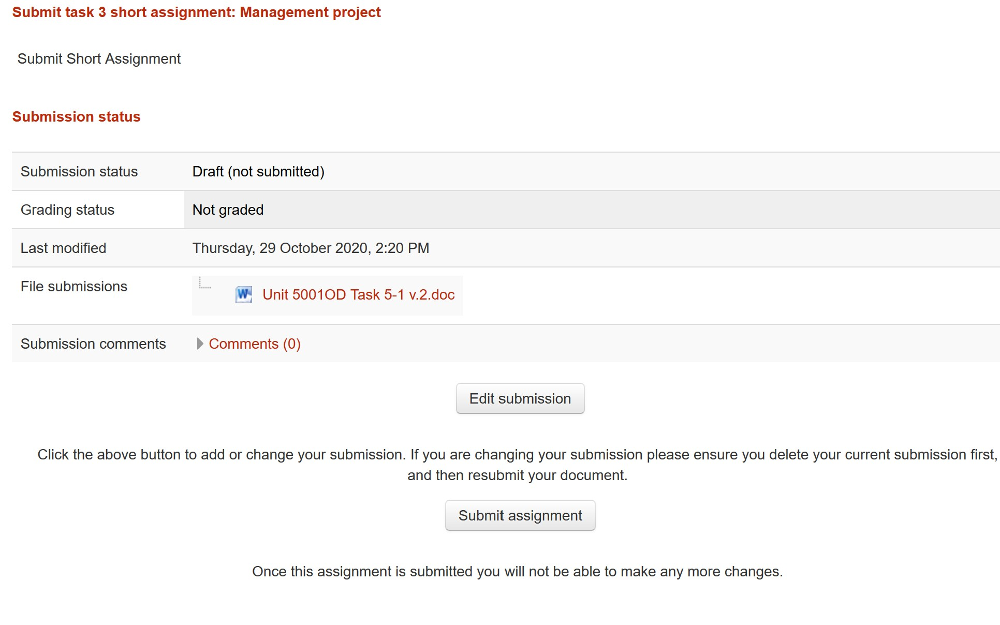 Submit task 3 short assignment: Management project
Submit Short Assignment
Submission status
Submission status Draft (not submitted)
Grading status Not graded
Last modified Thursday, 29 October 2020, 2:20 PM
File submissions Unit 5001OD Task 5-1 v.2.doc
Submission comments Comments (0)
Edit submission
Click the above button to add or change your submission. If you are changing your submission please ensure you delete your current submission first,
and then resubmit your document.
Submit assignment
Once this assignment is submitted you will not be able to make any more changes.